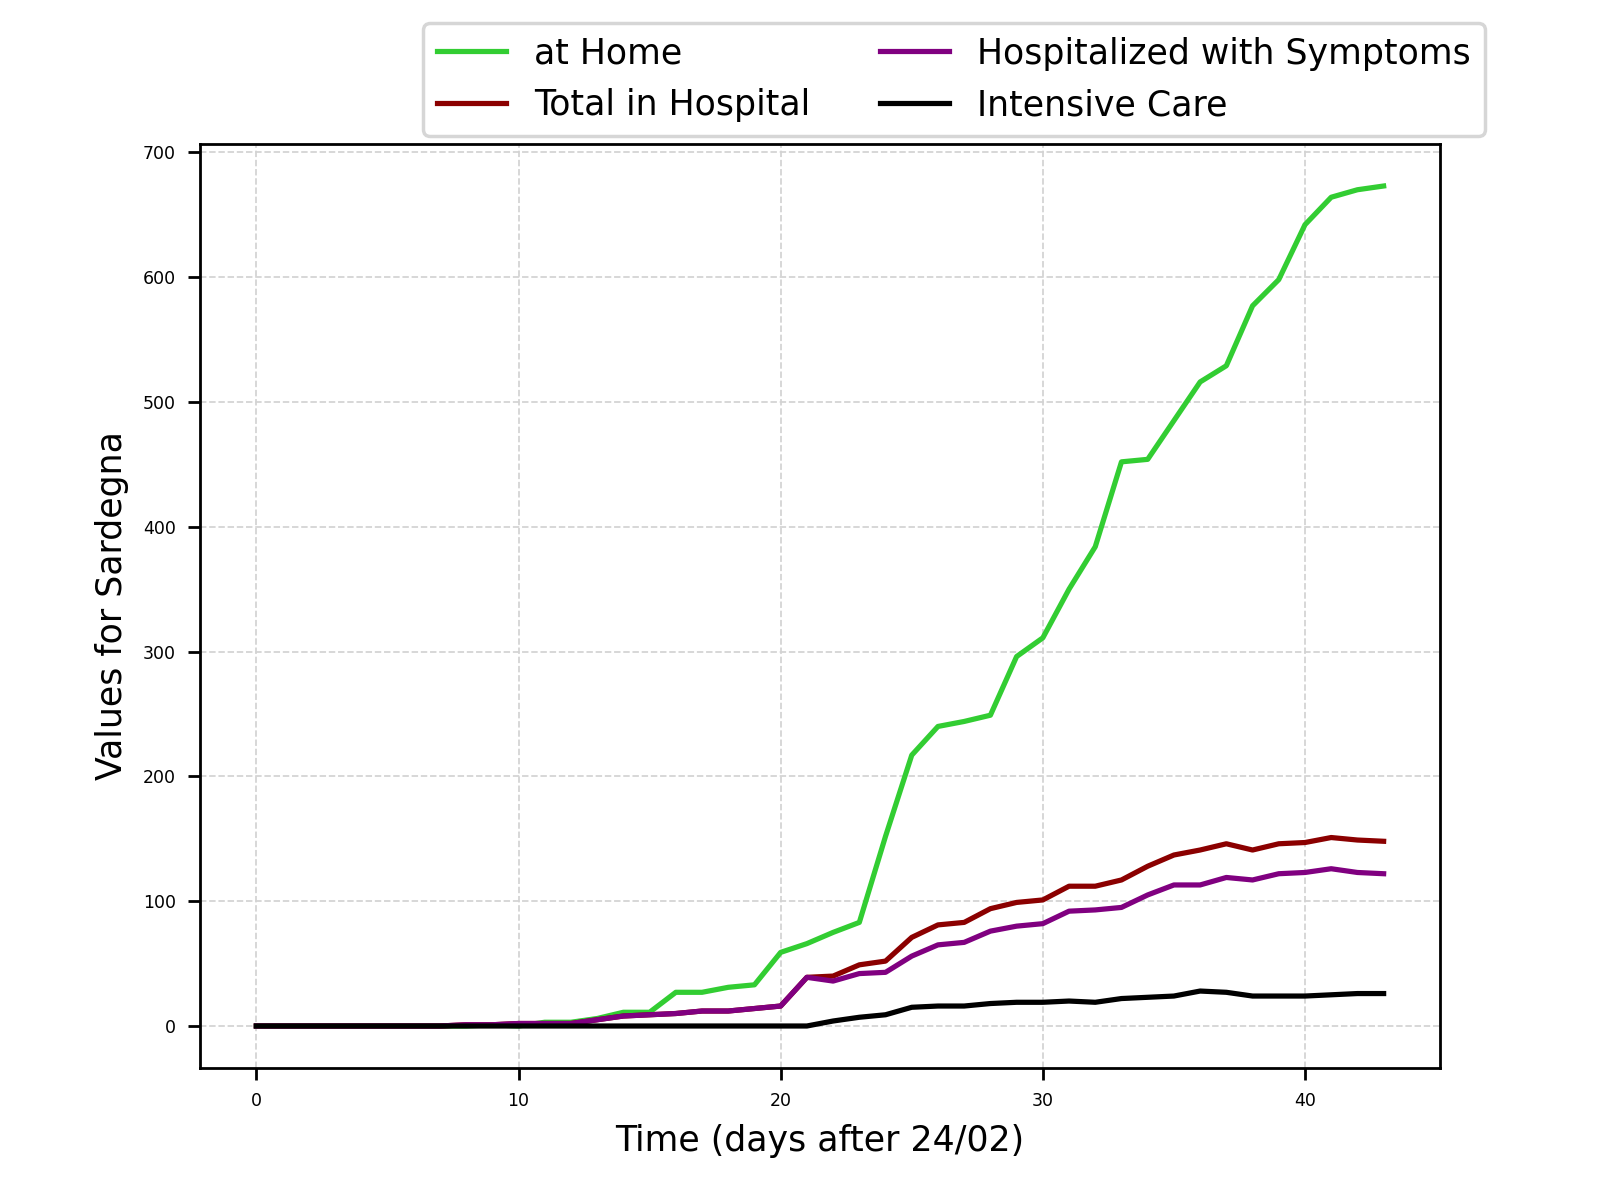 at Home
Total in Hospital
Hospitalized with Symptoms
Intensive Care
700
600
500
400
300
200
100
0
Values for Sardegna
0 10 20 30 40
Time (days after 24/02)